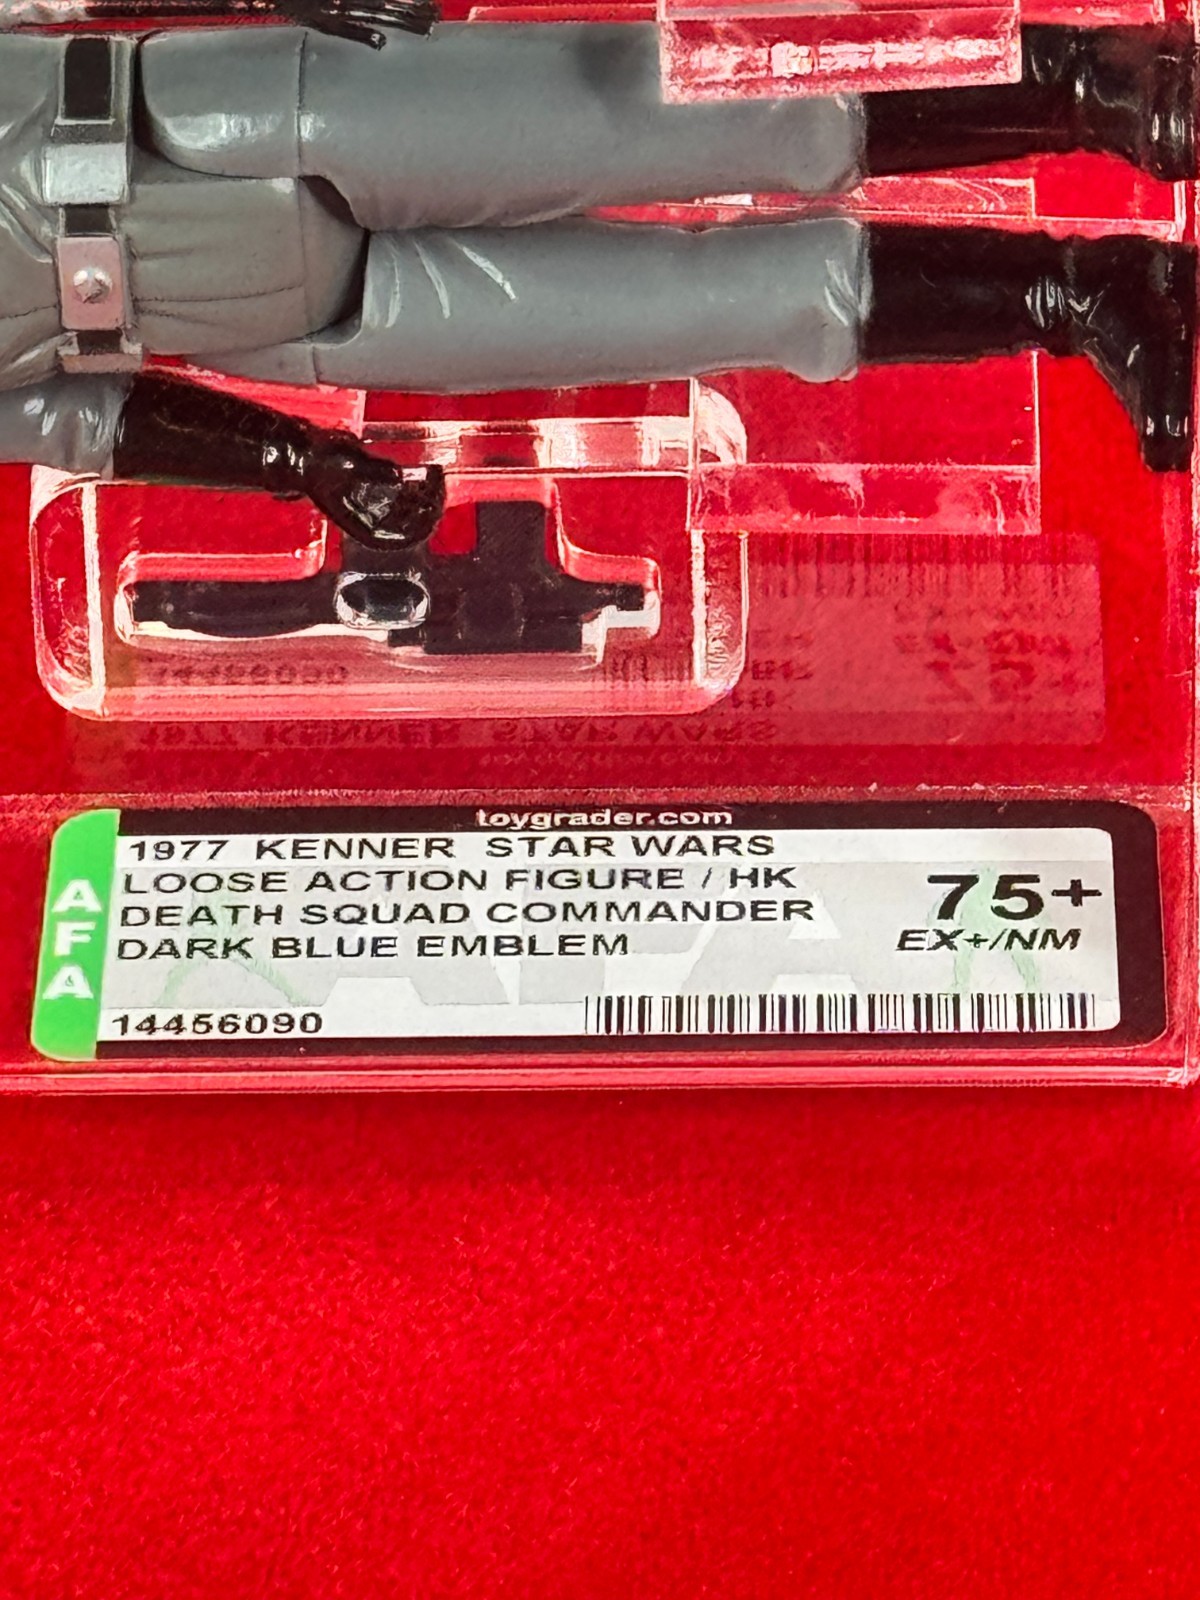 toygrader.com
1977 KENNER STAR WARS
LOOSE ACTION FIGURE / HK
DEATH SQUAD COMMANDER
DARK BLUE EMBLEM
75+
EX+/NM
14456090
AFA